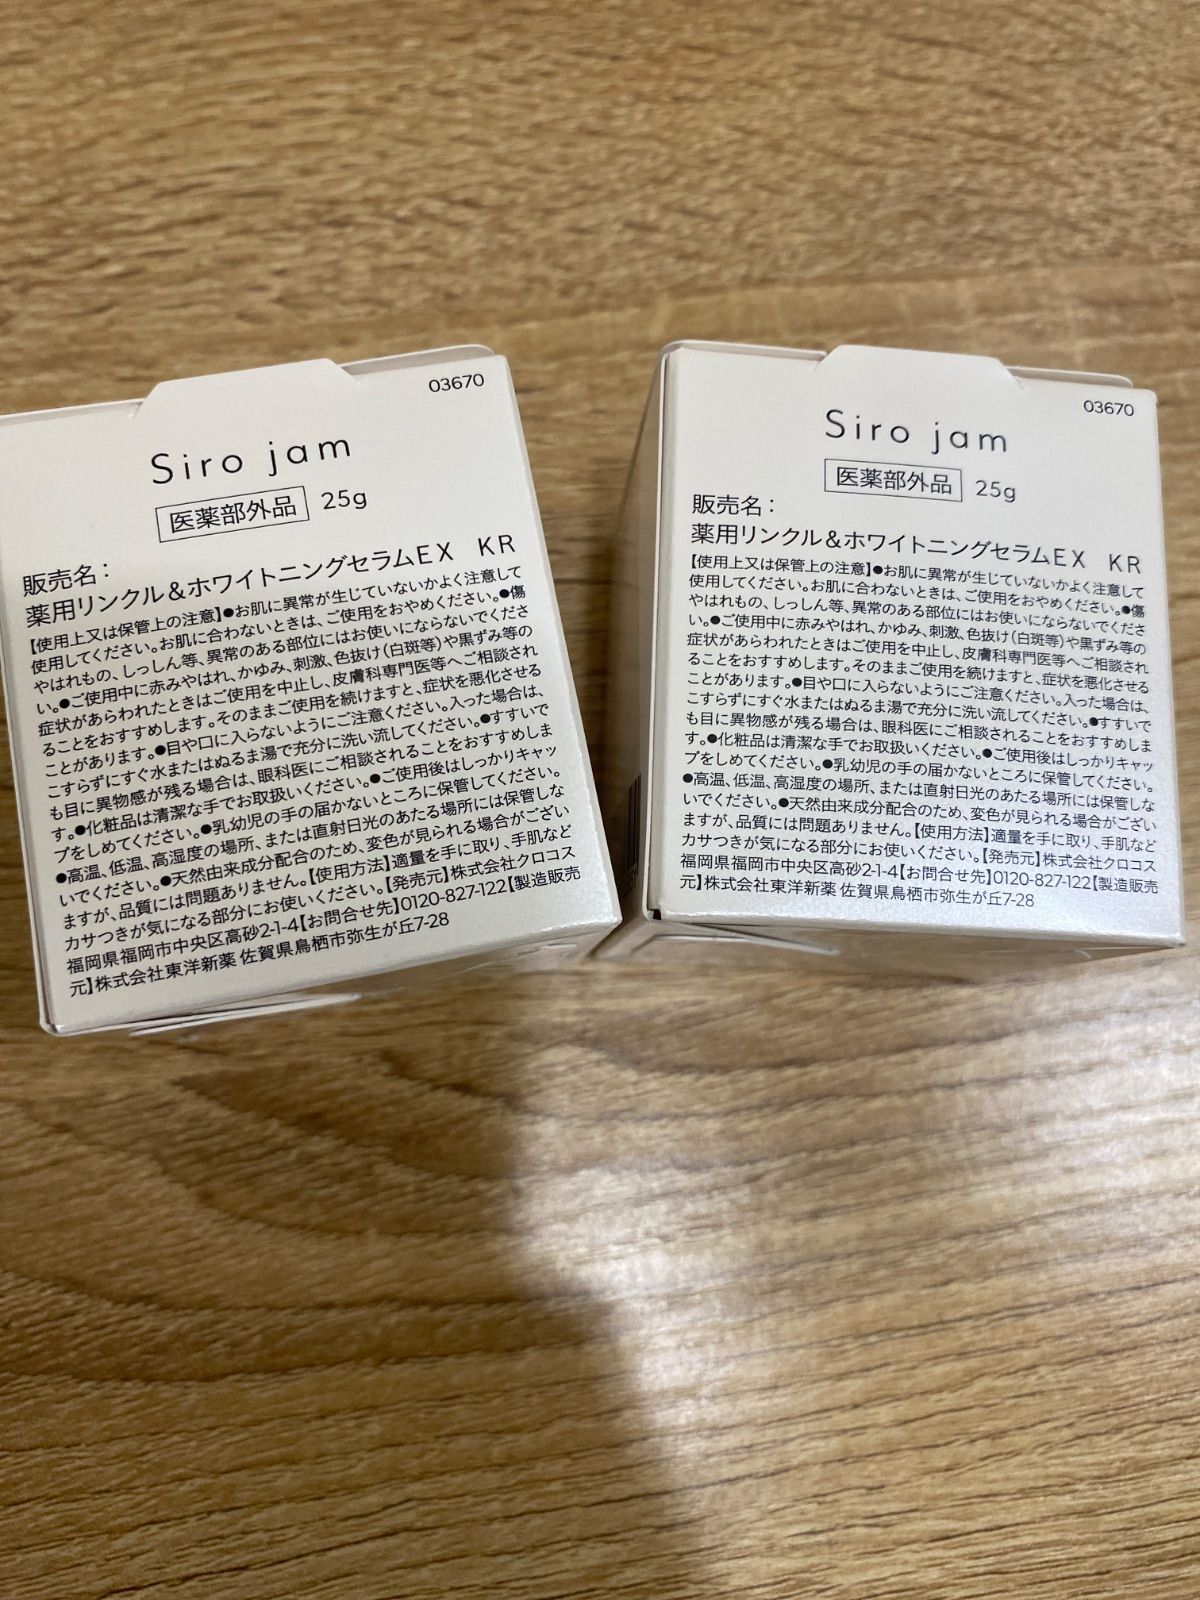 03670
Siro jam
医薬部外品 25g
販売名：
薬用リンクル＆ホワイトニングセラムEX KR
【使用上又は保管上の注意】●お肌に異常が生じていないかよく注意して
使用してください。お肌に合わないときは、ご使用をおやめください。●傷
やはれもの、しっしん等、異常のある部位にはお使いにならないでくださ
い。●ご使用中に赤みやはれ、かゆみ、刺激、色抜け（白斑等）や黒ずみ等の
症状があらわれたときはご使用を中止し、皮膚科専門医等へご相談され
ることをおすすめします。そのままご使用を続けますと、症状を悪化させる
ことがあります。●目や口に入らないようにご注意ください。入った場合は、
こすらずにすぐ水またはぬるま湯で充分に洗い流してください。●すすいで
も目に異物感が残る場合は、眼科医にご相談されることをおすすめしま
す。●化粧品は清潔な手でお取扱いください。●ご使用後はしっかりキャッ
プをしめてください。●乳幼児の手の届かないところに保管してください。
●高温、低温、高湿度の場所、または直射日光のあたる場所には保管しな
いでください。●天然由来成分配合のため、変色が見られる場合がござい
ますが、品質には問題ありません。【使用方法】適量を手に取り、手肌など
カサつきが気になる部分にお使いください。【発売元】株式会社クロコス
福岡県福岡市中央区高砂2-1-4【お問合せ先】0120-827-122【製造販売
元】株式会社東洋新薬 佐賀県鳥栖市弥生が丘7-28
03670
Siro jam
医薬部外品 25g
販売名：
薬用リンクル＆ホワイトニングセラムEX KR
【使用上又は保管上の注意】●お肌に異常が生じていないかよく注意して
使用してください。お肌に合わないときは、ご使用をおやめください。●傷
やはれもの、しっしん等、異常のある部位にはお使いにならないでくださ
い。●ご使用中に赤みやはれ、かゆみ、刺激、色抜け（白斑等）や黒ずみ等の
症状があらわれたときはご使用を中止し、皮膚科専門医等へご相談され
ることをおすすめします。そのままご使用を続けますと、症状を悪化させる
ことがあります。●目や口に入らないようにご注意ください。入った場合は、
こすらずにすぐ水またはぬるま湯で充分に洗い流してください。●すすいで
も目に異物感が残る場合は、眼科医にご相談されることをおすすめしま
す。●化粧品は清潔な手でお取扱いください。●ご使用後はしっかりキャッ
プをしめてください。●乳幼児の手の届かないところに保管してください。
●高温、低温、高湿度の場所、または直射日光のあたる場所には保管しな
いでください。●天然由来成分配合のため、変色が見られる場合がござい
ますが、品質には問題ありません。【使用方法】適量を手に取り、手肌など
カサつきが気になる部分にお使いください。【発売元】株式会社クロコス
福岡県福岡市中央区高砂2-1-4【お問合せ先】0120-827-122【製造販売
元】株式会社東洋新薬 佐賀県鳥栖市弥生が丘7-28